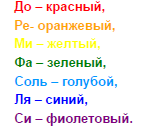 До – красный,
Ре- оранжевый,
Ми – желтый,
Фа – зеленый,
Соль – голубой,
Ля – синий,
Си – фиолетовый.